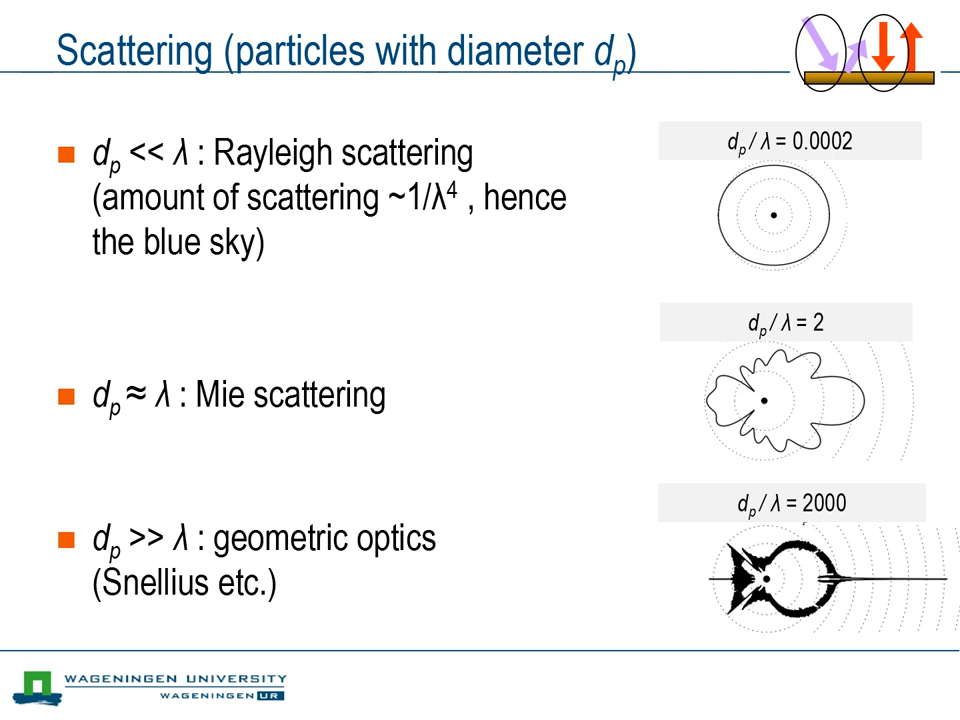 Scattering (particles with diameter dp)
dp << λ : Rayleigh scattering
(amount of scattering ~1/λ⁴ , hence
the blue sky)
dp / λ = 0.0002
dp / λ = 2
dp ≈ λ : Mie scattering
dp / λ = 2000
dp >> λ : geometric optics
(Snellius etc.)
WAGENINGEN UNIVERSITY
WAGENINGEN UR